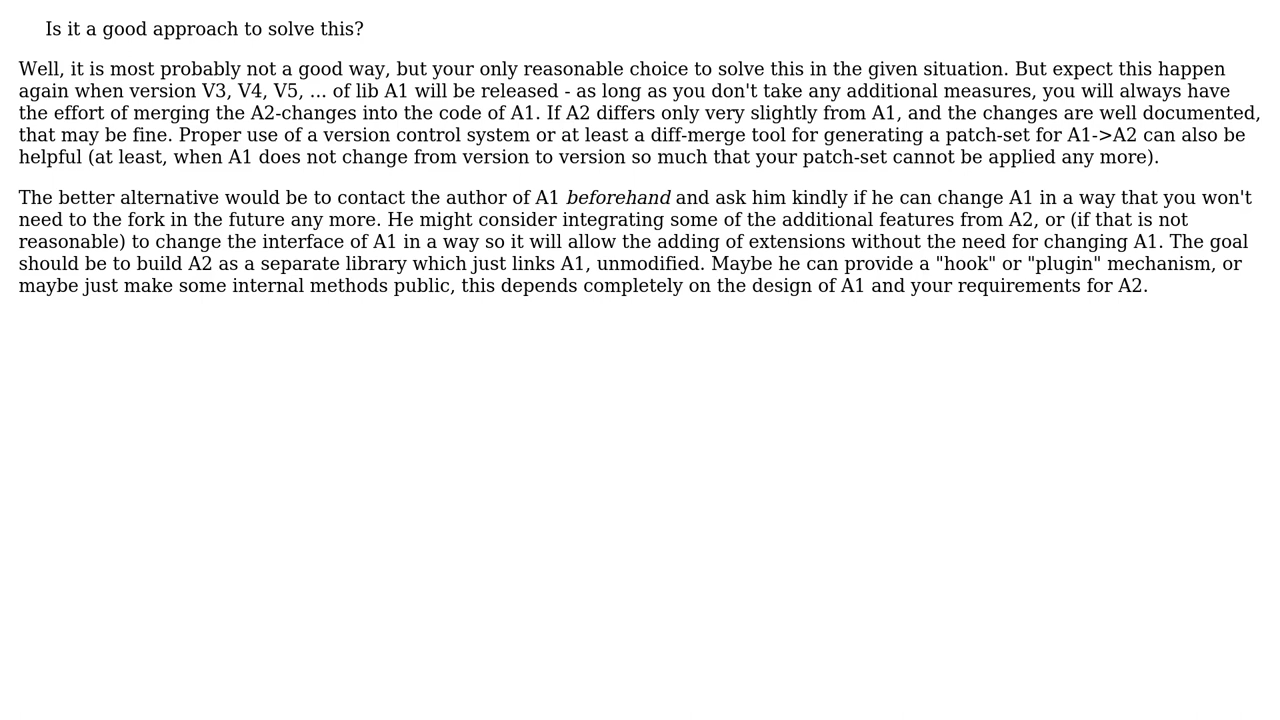 Is it a good approach to solve this?
Well, it is most probably not a good way, but your only reasonable choice to solve this in the given situation. But expect this happen
again when version V3, V4, V5, ... of lib A1 will be released - as long as you don't take any additional measures, you will always have
the effort of merging the A2-changes into the code of A1. If A2 differs only very slightly from A1, and the changes are well documented,
that may be fine. Proper use of a version control system or at least a diff-merge tool for generating a patch-set for A1->A2 can also be
helpful (at least, when A1 does not change from version to version so much that your patch-set cannot be applied any more).
The better alternative would be to contact the author of A1 beforehand and ask him kindly if he can change A1 in a way that you won't
need to the fork in the future any more. He might consider integrating some of the additional features from A2, or (if that is not
reasonable) to change the interface of A1 in a way so it will allow the adding of extensions without the need for changing A1. The goal
should be to build A2 as a separate library which just links A1, unmodified. Maybe he can provide a "hook" or "plugin" mechanism, or
maybe just make some internal methods public, this depends completely on the design of A1 and your requirements for A2.